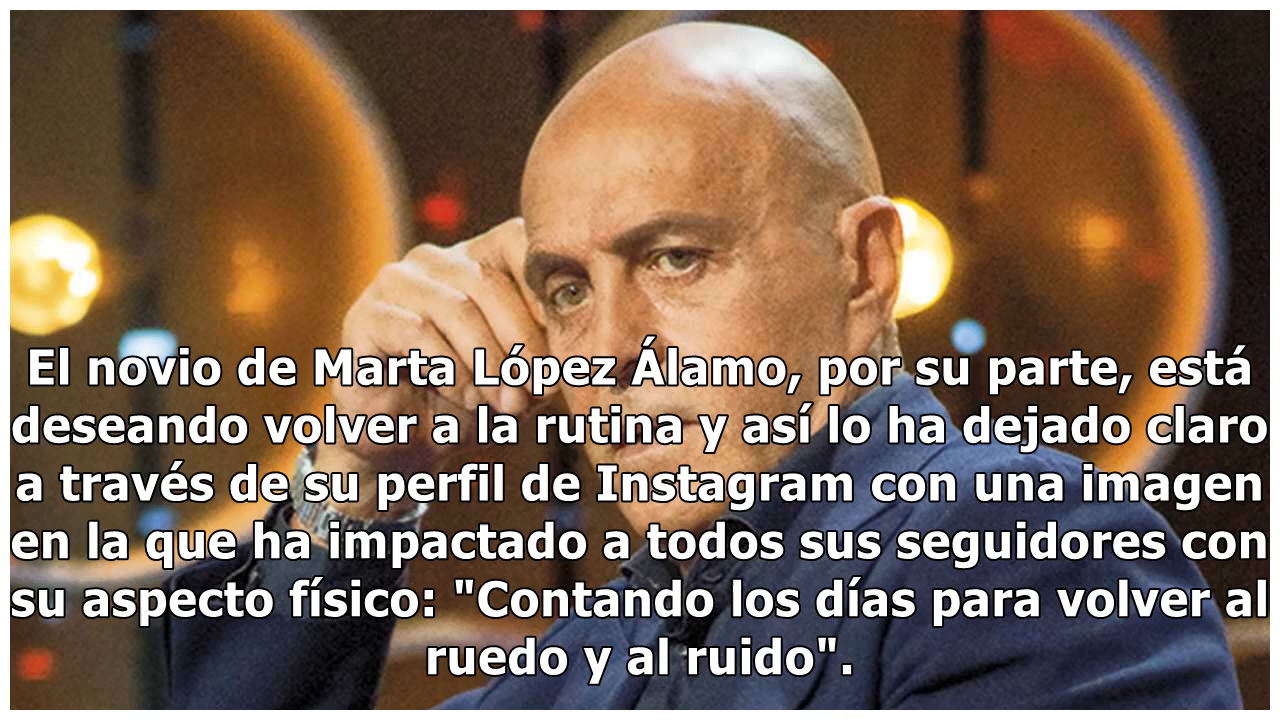 El novio de Marta López Álamo, por su parte, está
deseando volver a la rutina y así lo ha dejado claro
a través de su perfil de Instagram con una imagen
en la que ha impactado a todos sus seguidores con
su aspecto físico: "Contando los días para volver al
ruedo y al ruido".